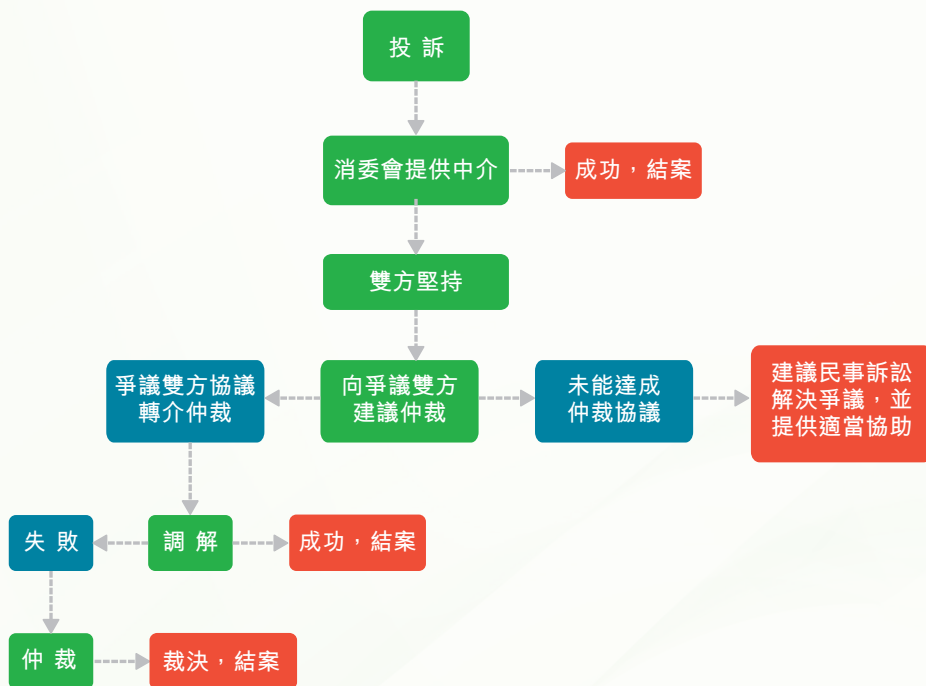 投訴
消委會提供中介
成功，結案
雙方堅持
爭議雙方協議
轉介仲裁
向爭議雙方
建議仲裁
未能達成
仲裁協議
建議民事訴訟
解決爭議，並
提供適當協助
失敗
調解
成功，結案
仲裁
裁決，結案